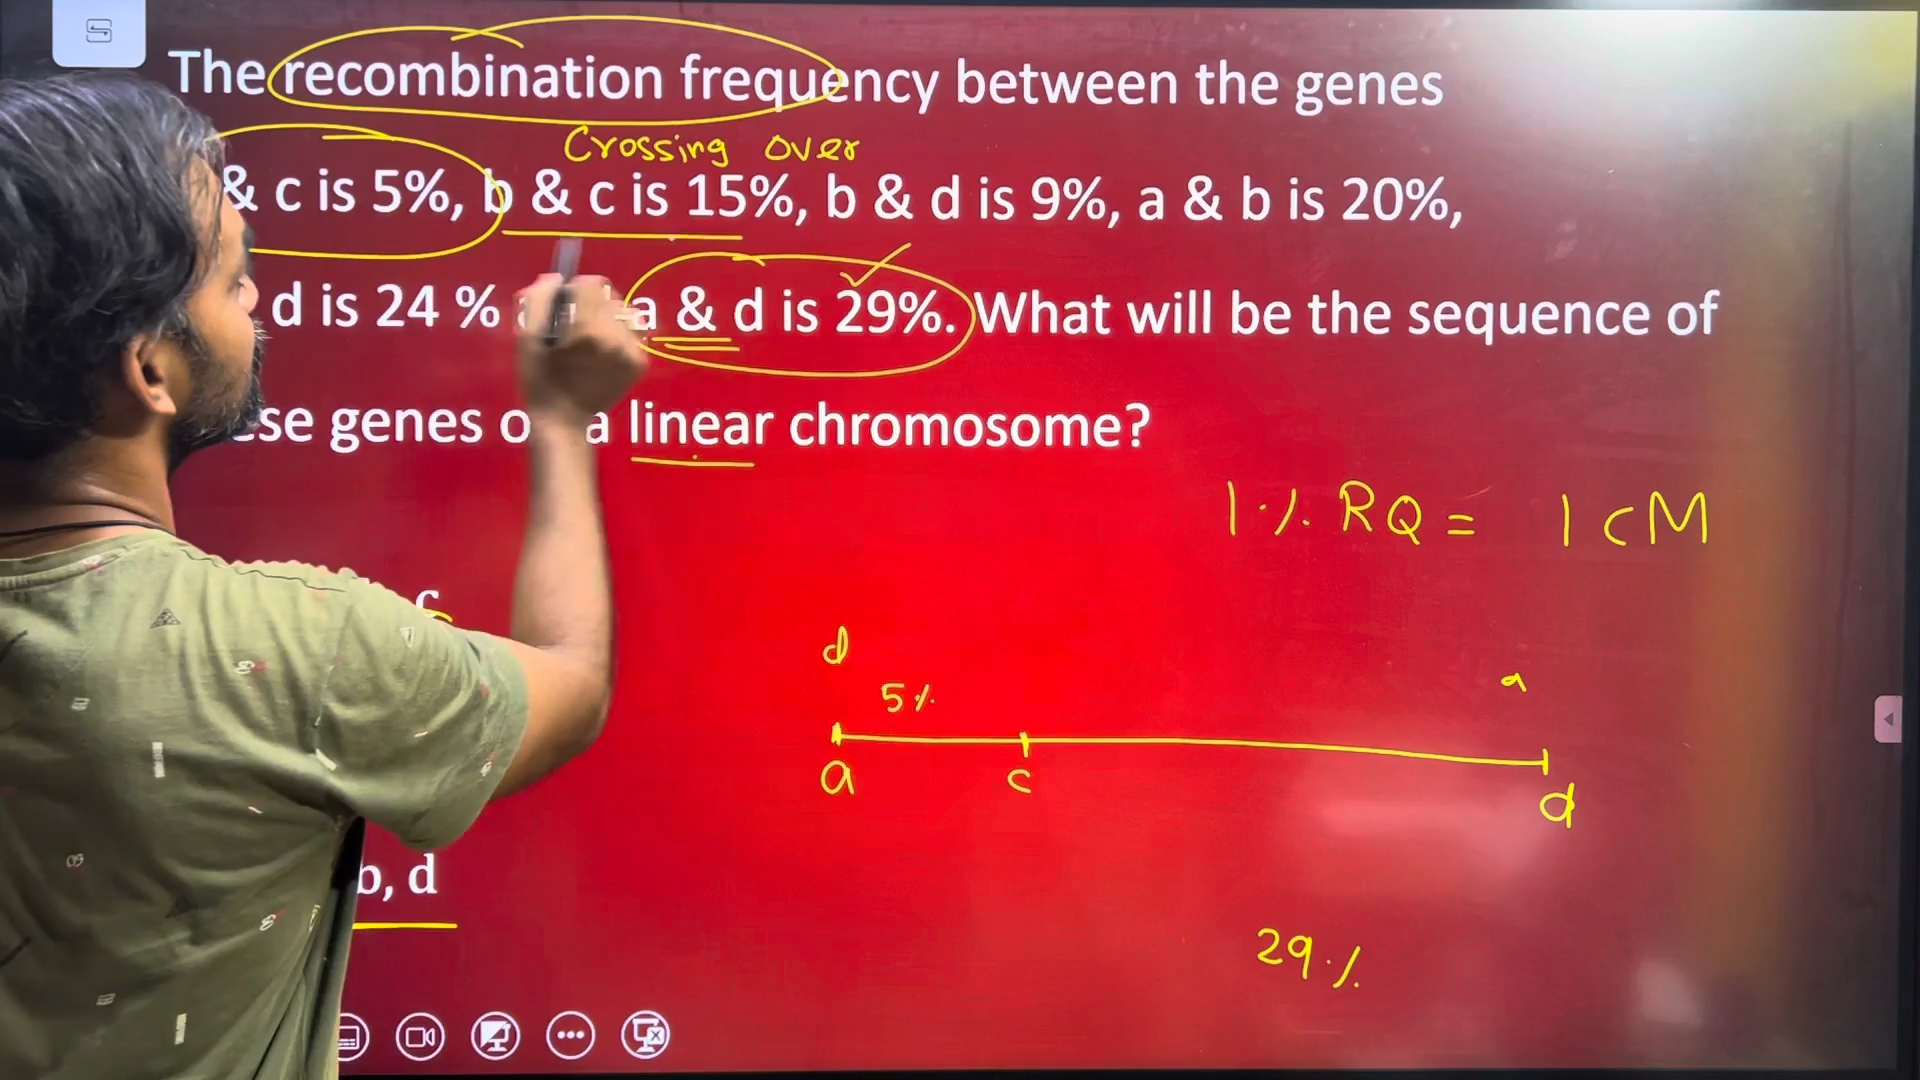 The recombination frequency between the genes
Crossing over
& c is 5%, b & c is 15%, b & d is 9%, a & b is 20%,
d is 24 % a & d is 29%. What will be the sequence of
genes o a linear chromosome?
1 % RQ = 1 cM
c
d
a
5%
a c d
b, d
29 %